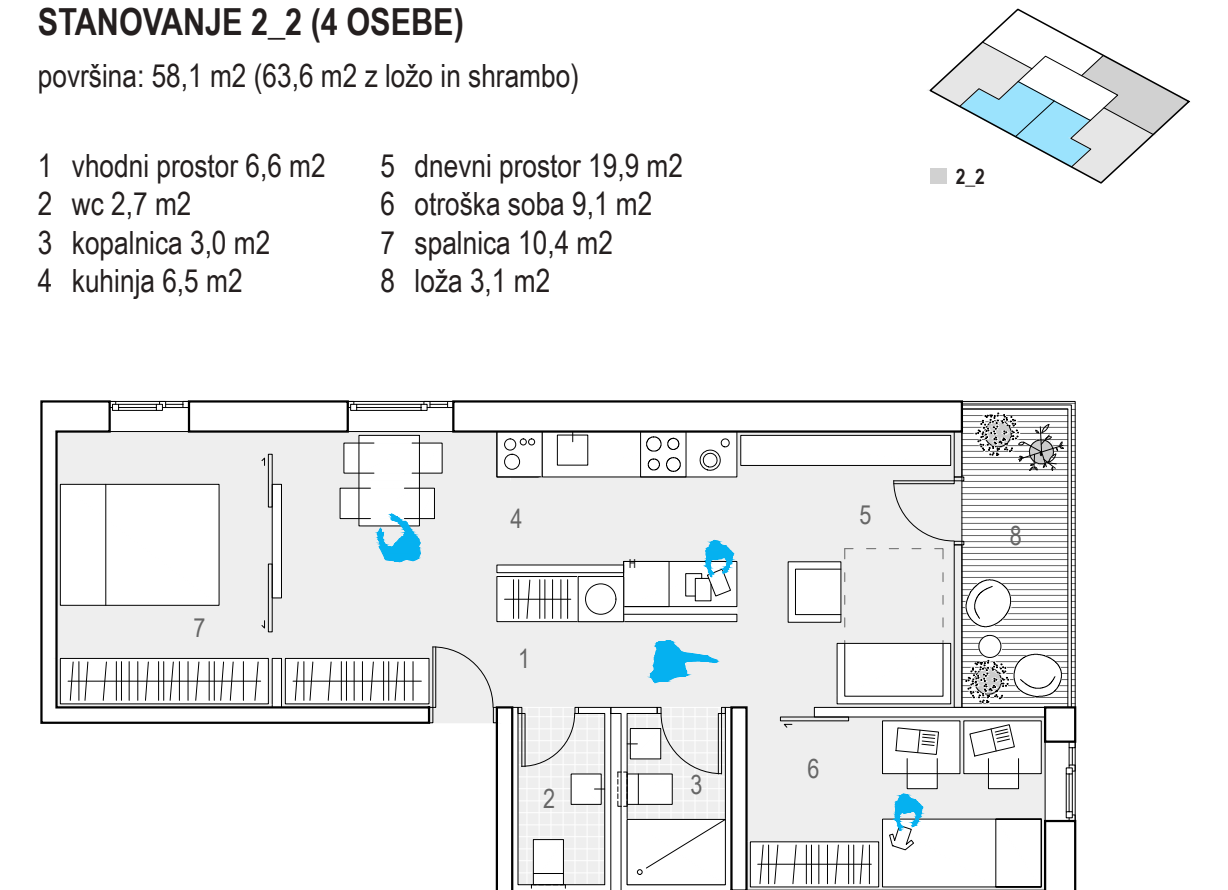 STANOVANJE 2_2 (4 OSEBE)
površina: 58,1 m2 (63,6 m2 z ložo in shrambo)
1 vhodni prostor 6,6 m2
2 wc 2,7 m2
3 kopalnica 3,0 m2
4 kuhinja 6,5 m2
5 dnevni prostor 19,9 m2
6 otroška soba 9,1 m2
7 spalnica 10,4 m2
8 loža 3,1 m2
2_2
4
5
8
7
1
6
2
3